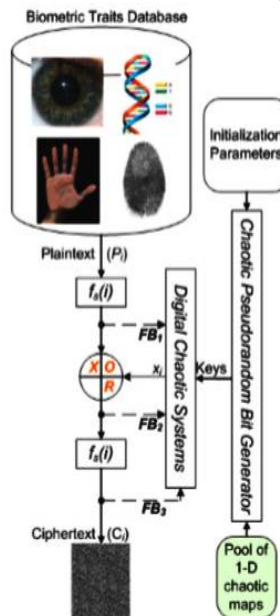 Biometric Traits Database
Initialization
Parameters
Plaintext (Pᵢ)
fₛ(i)
FB₁
X O
R
xᵢ
Keys
FB₂
Digital Chaotic Systems
Chaotic Pseudorandom Bit Generator
fₛ(i)
FB₃
Ciphertext (Cᵢ)
Pool of
1-D
chaotic
maps